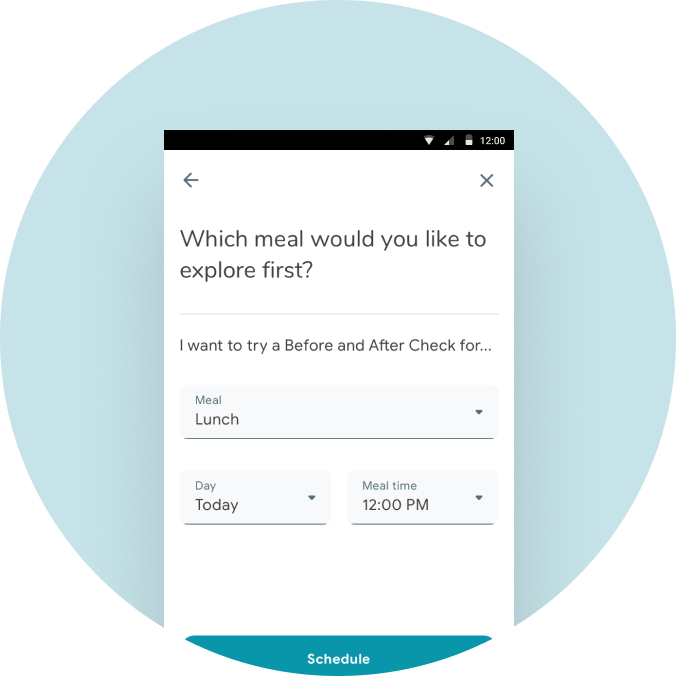 12:00
Which meal would you like to
explore first?
I want to try a Before and After Check for...
Meal
Lunch
Day
Today
Meal time
12:00 PM
Schedule